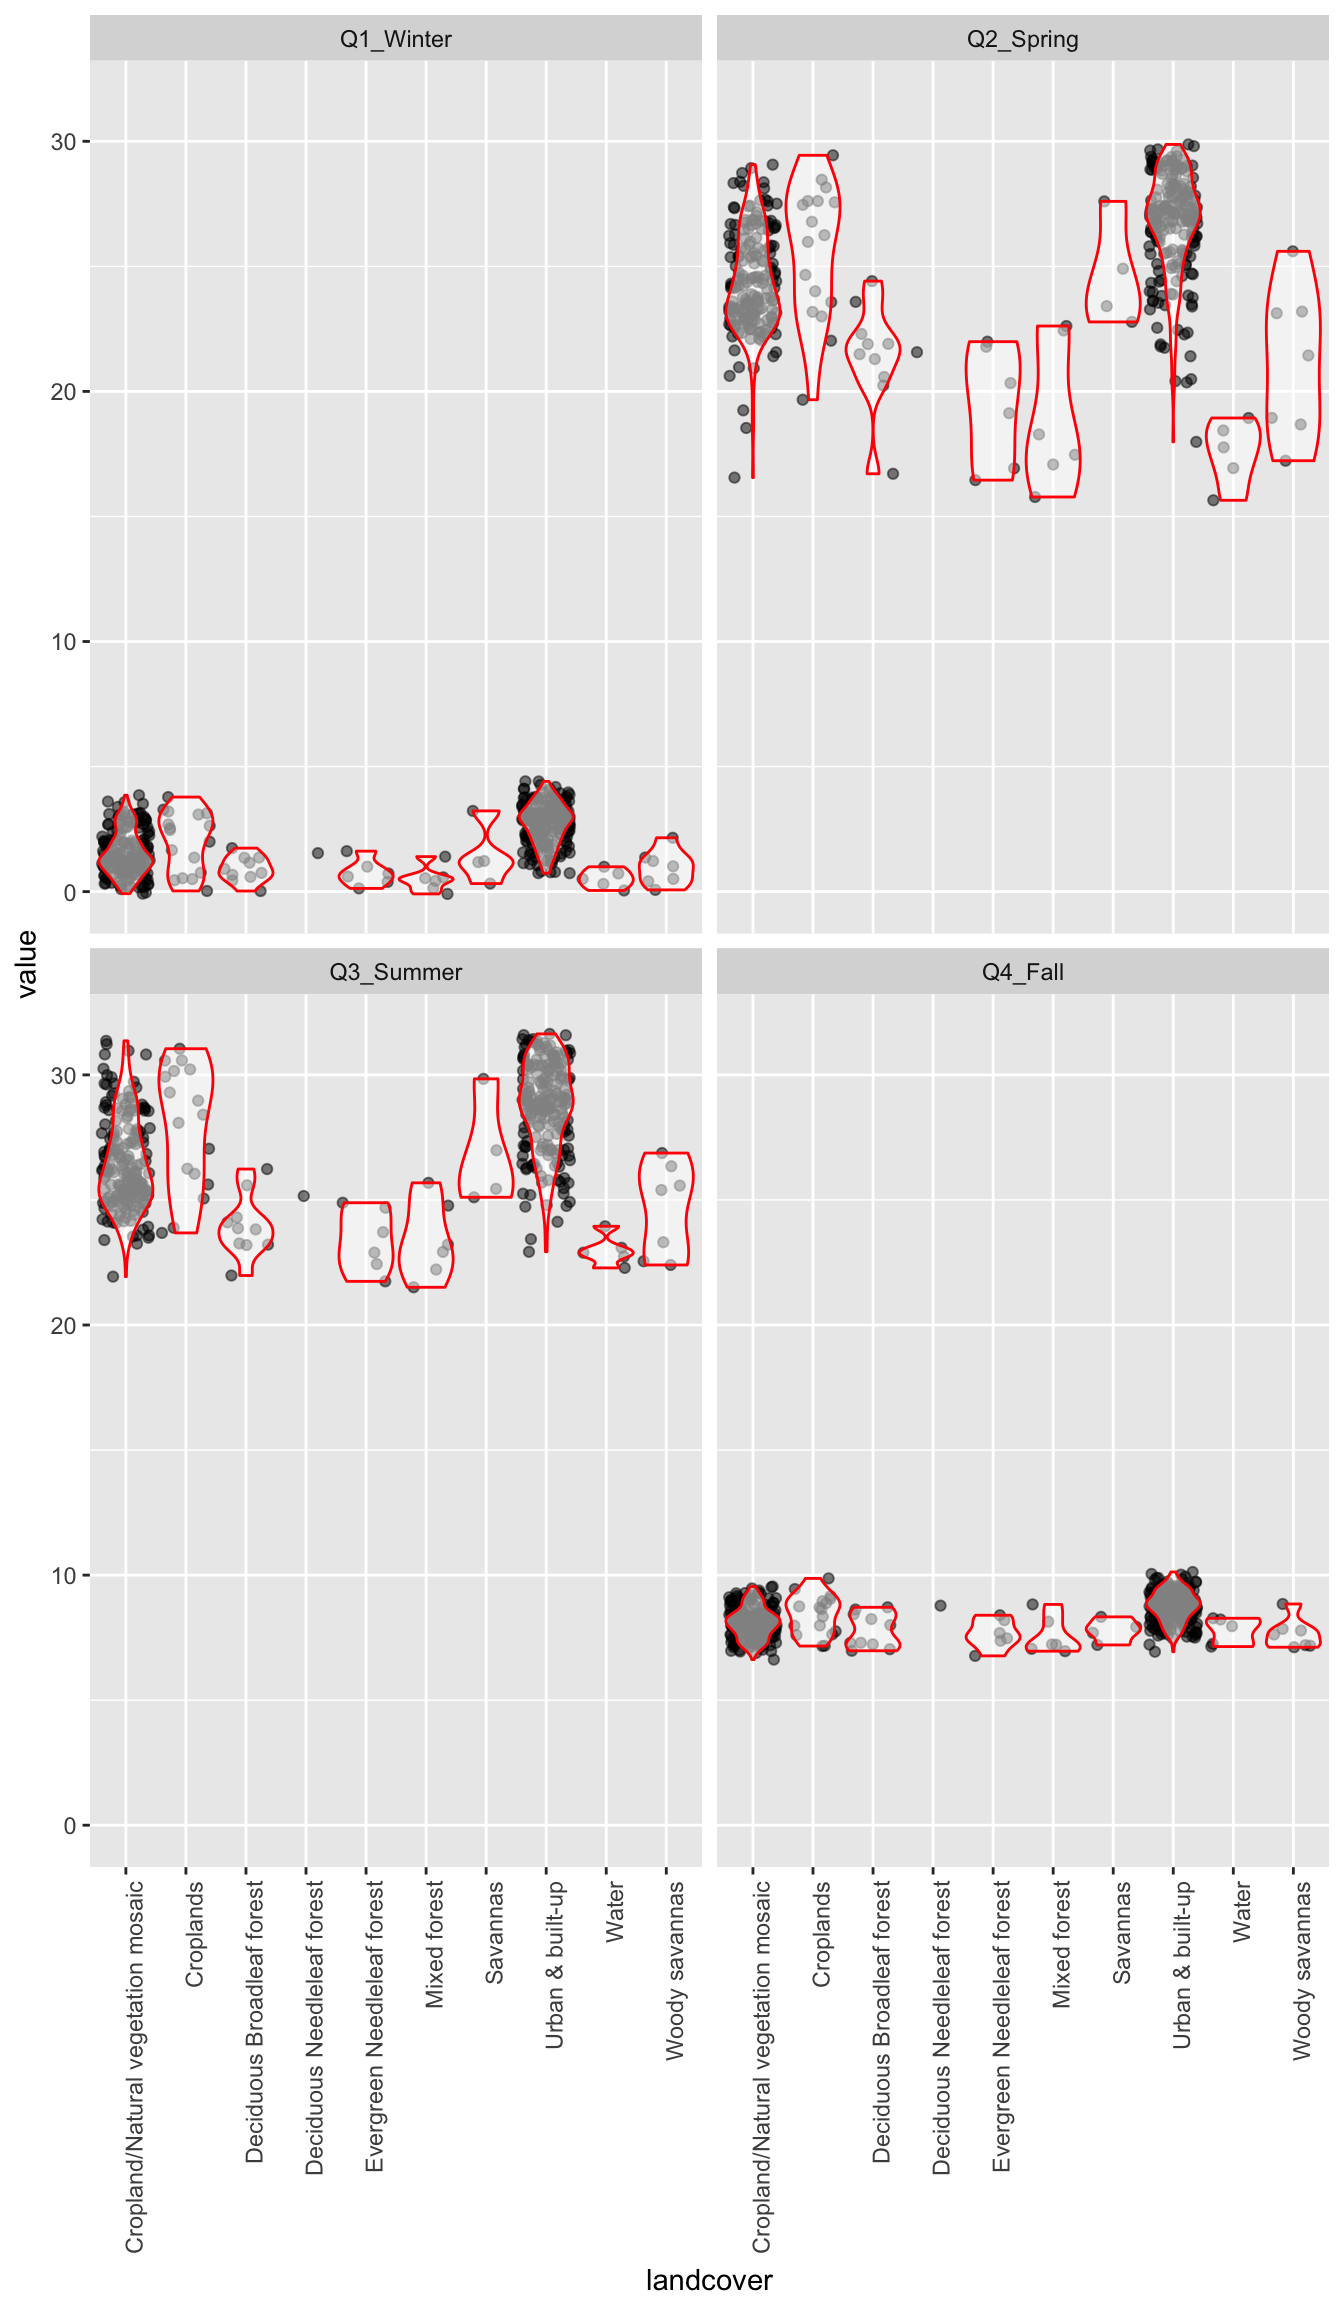 Q1_Winter
Q2_Spring
30
20
10
0
value
Q3_Summer
Q4_Fall
30
20
10
0
Cropland/Natural vegetation mosaic
Croplands
Deciduous Broadleaf forest
Deciduous Needleleaf forest
Evergreen Needleleaf forest
Mixed forest
Savannas
Urban & built-up
Water
Woody savannas
Cropland/Natural vegetation mosaic
Croplands
Deciduous Broadleaf forest
Deciduous Needleleaf forest
Evergreen Needleleaf forest
Mixed forest
Savannas
Urban & built-up
Water
Woody savannas
landcover